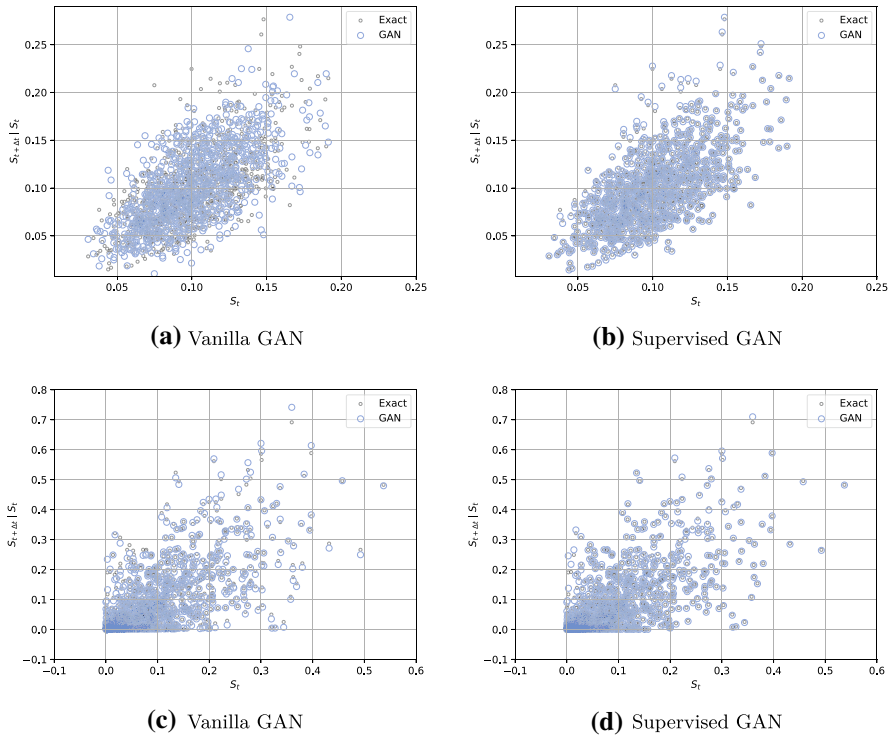 Exact
GAN
0.25
0.20
0.15
0.10
0.05
S_{t+Δt} | S_t
0.05 0.10 0.15 0.20 0.25
S_t
(a) Vanilla GAN
Exact
GAN
0.25
0.20
0.15
0.10
0.05
S_{t+Δt} | S_t
0.05 0.10 0.15 0.20 0.25
S_t
(b) Supervised GAN
Exact
GAN
0.8
0.7
0.6
0.5
0.4
0.3
0.2
0.1
0.0
−0.1
S_{t+Δt} | S_t
−0.1 0.0 0.1 0.2 0.3 0.4 0.5 0.6
S_t
(c) Vanilla GAN
Exact
GAN
0.8
0.7
0.6
0.5
0.4
0.3
0.2
0.1
0.0
−0.1
S_{t+Δt} | S_t
−0.1 0.0 0.1 0.2 0.3 0.4 0.5 0.6
S_t
(d) Supervised GAN